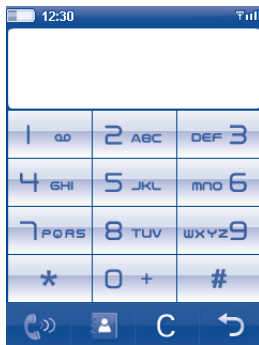 12:30
1 2 ABC DEF 3
4 GHI 5 JKL mno 6
7 PQRS 8 TUV WXYZ 9
* 0 + #
C